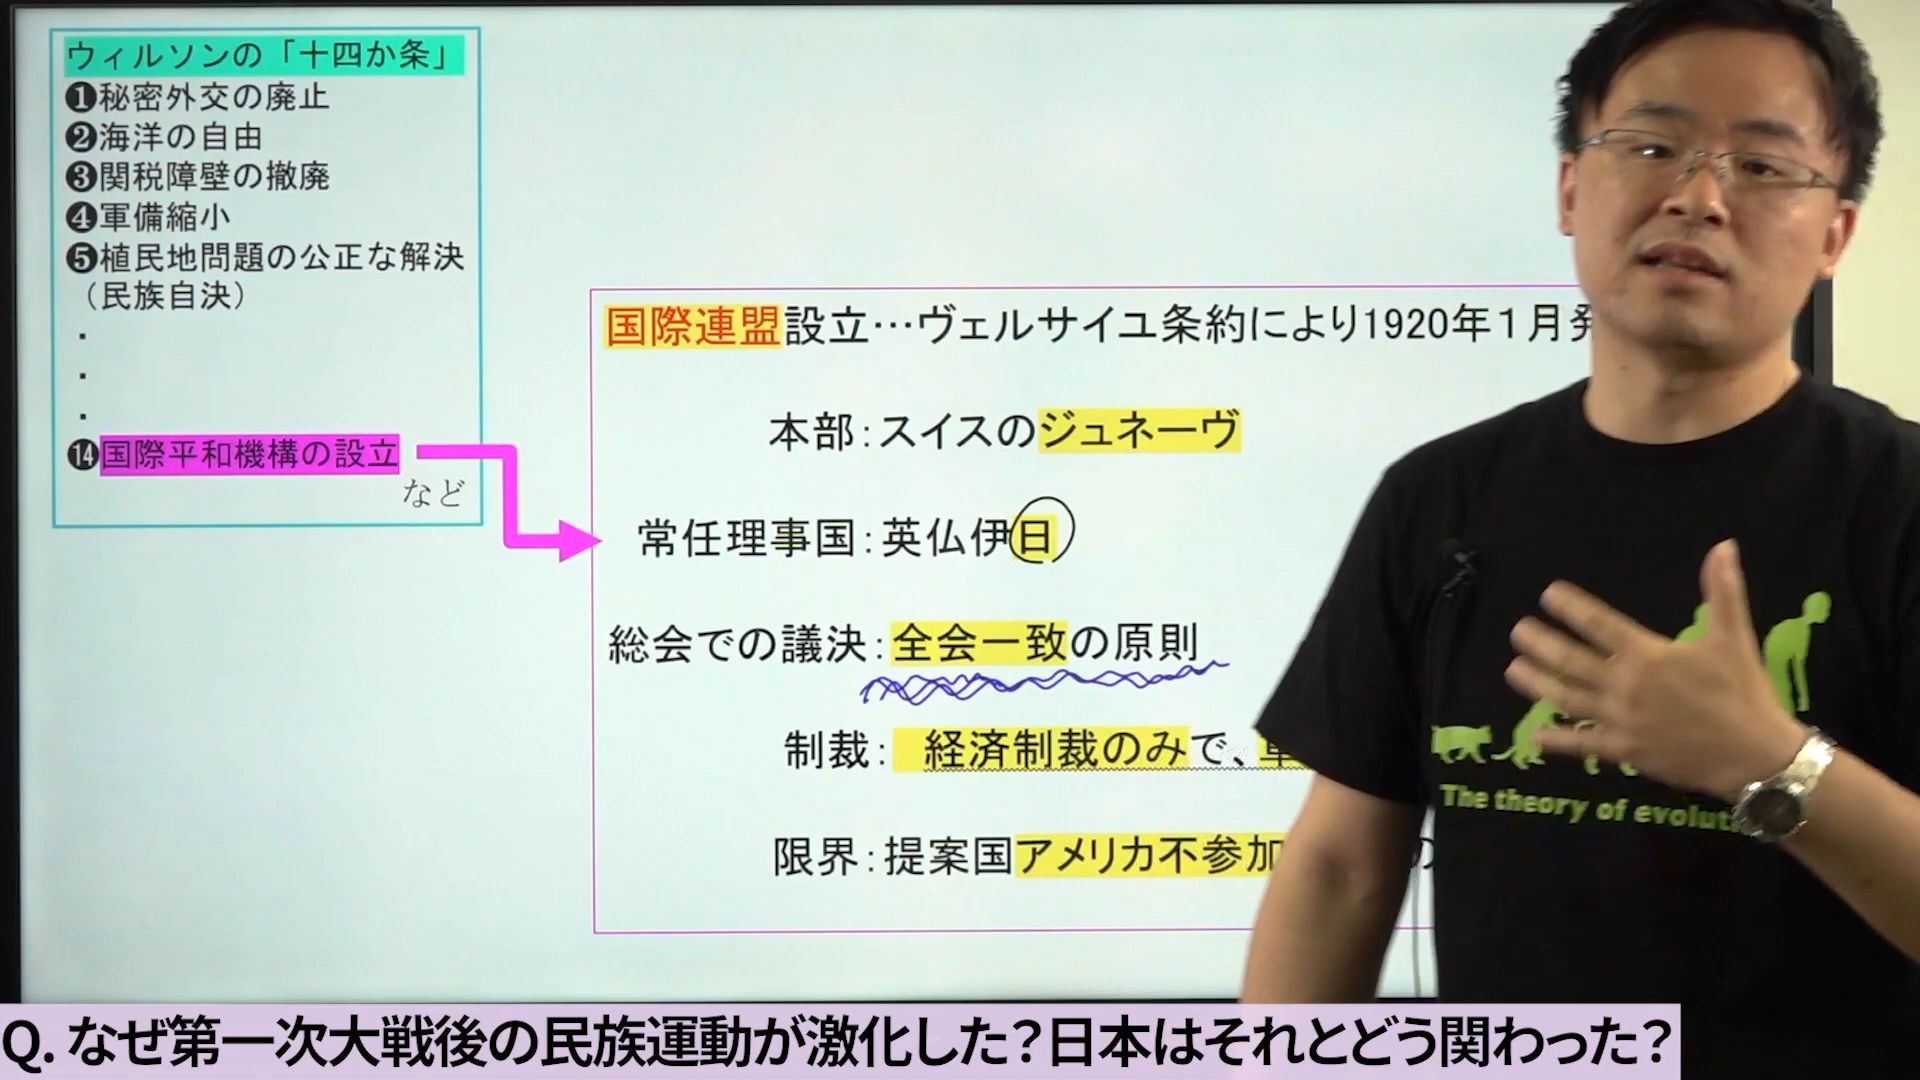 ウィルソンの「十四か条」
❶秘密外交の廃止
❷海洋の自由
❸関税障壁の撤廃
❹軍備縮小
❺植民地問題の公正な解決
(民族自決)
・
・
・
⓮国際平和機構の設立
など
国際連盟設立…ヴェルサイユ条約により1920年1月発
本部:スイスのジュネーヴ
常任理事国:英仏伊日
総会での議決:全会一致の原則
制裁: 経済制裁のみで、
限界:提案国アメリカ不参加
The theory of
Q. なぜ第一次大戦後の民族運動が激化した?日本はそれとどう関わった?